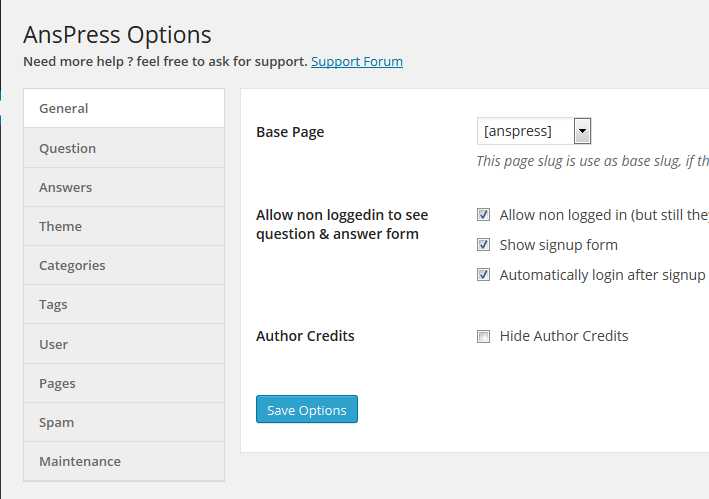 AnsPress Options
Need more help ? feel free to ask for support. Support Forum
General
Question
Answers
Theme
Categories
Tags
User
Pages
Spam
Maintenance
Base Page
[anspress]
This page slug is use as base slug, if th
Allow non loggedin to see
question & answer form
Allow non logged in (but still they
Show signup form
Automatically login after signup
Author Credits
Hide Author Credits
Save Options